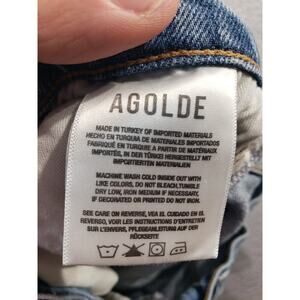 AGOLDE
MADE IN TURKEY OF IMPORTED MATERIALS
HECHO EN TURQUIA DE MATERIALES IMPORTADOS
FABRIQUÉ EN TURQUIE A PARTIR DE MATÉRIAUX
IMPORTÉS, IN DER TÜRKEI HERGESTELLT MIT
IMPORTIERTEN MATERIALIEN
MACHINE WASH COLD INSIDE OUT WITH
LIKE COLORS, DO NOT BLEACH,TUMBLE
DRY LOW, IRON MEDIUM IF NECESSARY.
IF DECORATED OR PRINTED DO NOT IRON.
SEE CARE ON REVERSE, VEA EL CUIDADO EN EL
REVERSO, VOIR LES INSTRUCTIONS D'ENTRETIEN
SUR L'ENVERS, PFLEGEANLEITUNG AUF DER
RÜCKSEITE